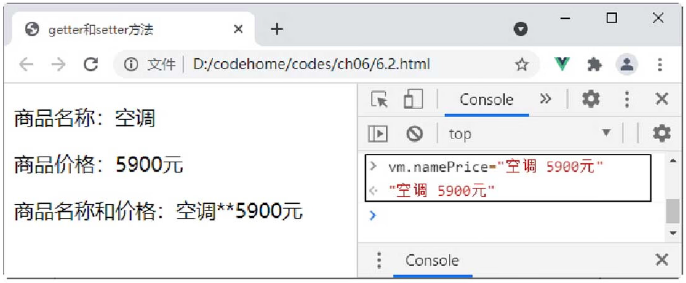 getter和setter方法
文件 D:/codehome/codes/ch06/6.2.html
商品名称：空调
商品价格：5900元
商品名称和价格：空调**5900元
Console
top
> vm.namePrice="空调 5900元"
"空调 5900元"
>
Console